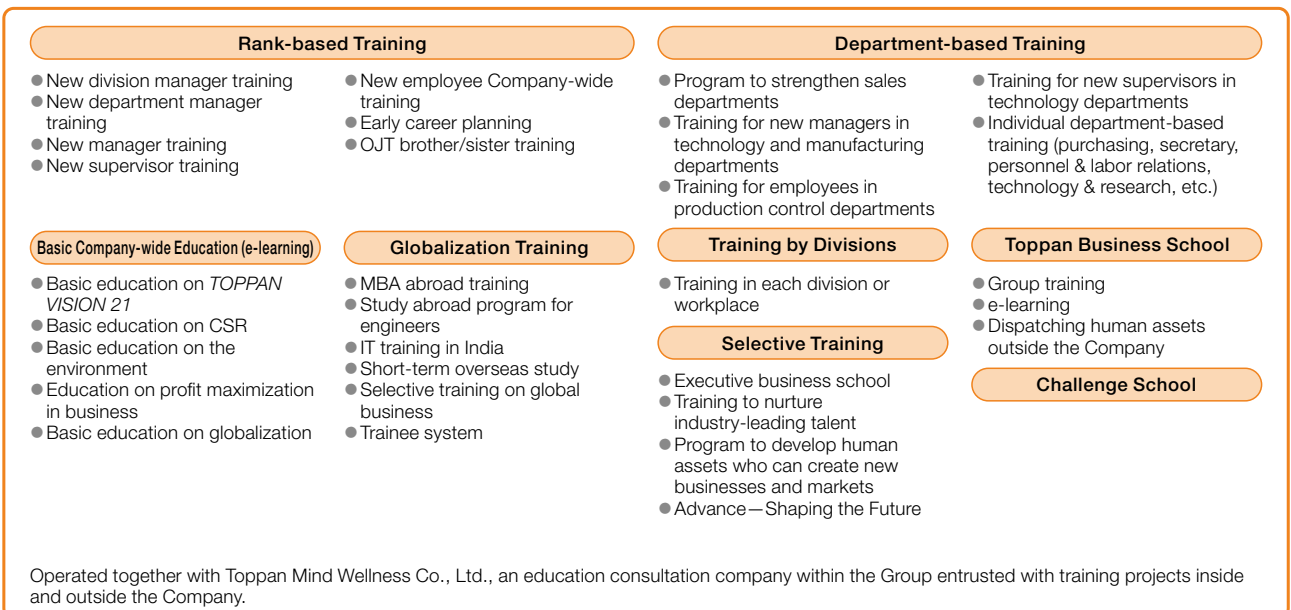 Rank-based Training
● New division manager training
● New department manager
training
● New manager training
● New supervisor training
● New employee Company-wide
training
● Early career planning
● OJT brother/sister training
Department-based Training
● Program to strengthen sales
departments
● Training for new managers in
technology and manufacturing
departments
● Training for employees in
production control departments
● Training for new supervisors in
technology departments
● Individual department-based
training (purchasing, secretary,
personnel & labor relations,
technology & research, etc.)
Basic Company-wide Education (e-learning)
● Basic education on TOPPAN
VISION 21
● Basic education on CSR
● Basic education on the
environment
● Education on profit maximization
in business
● Basic education on globalization
Globalization Training
● MBA abroad training
● Study abroad program for
engineers
● IT training in India
● Short-term overseas study
● Selective training on global
business
● Trainee system
Training by Divisions
● Training in each division or
workplace
Selective Training
● Executive business school
● Training to nurture
industry-leading talent
● Program to develop human
assets who can create new
businesses and markets
● Advance—Shaping the Future
Toppan Business School
● Group training
● e-learning
● Dispatching human assets
outside the Company
Challenge School
Operated together with Toppan Mind Wellness Co., Ltd., an education consultation company within the Group entrusted with training projects inside
and outside the Company.